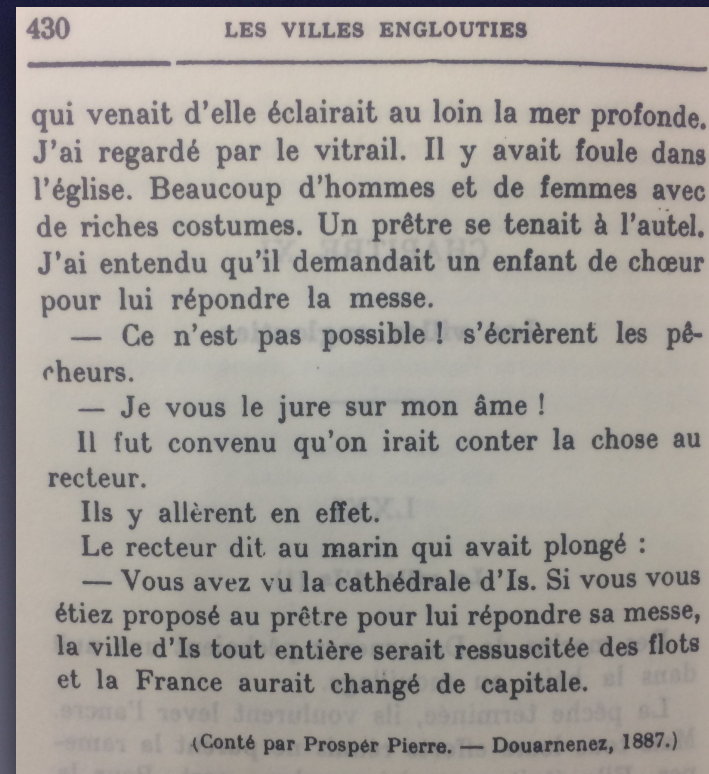 430 LES VILLES ENGLOUTIES
qui venait d'elle éclairait au loin la mer profonde.
J'ai regardé par le vitrail. Il y avait foule dans
l'église. Beaucoup d'hommes et de femmes avec
de riches costumes. Un prêtre se tenait à l'autel.
J'ai entendu qu'il demandait un enfant de chœur
pour lui répondre la messe.
— Ce n'est pas possible ! s'écrièrent les pê-
cheurs.
— Je vous le jure sur mon âme !
Il fut convenu qu'on irait conter la chose au
recteur.
Ils y allèrent en effet.
Le recteur dit au marin qui avait plongé :
— Vous avez vu la cathédrale d'Is. Si vous vous
étiez proposé au prêtre pour lui répondre sa messe,
la ville d'Is tout entière serait ressuscitée des flots
et la France aurait changé de capitale.
(Conté par Prosper Pierre. — Douarnenez, 1887.)